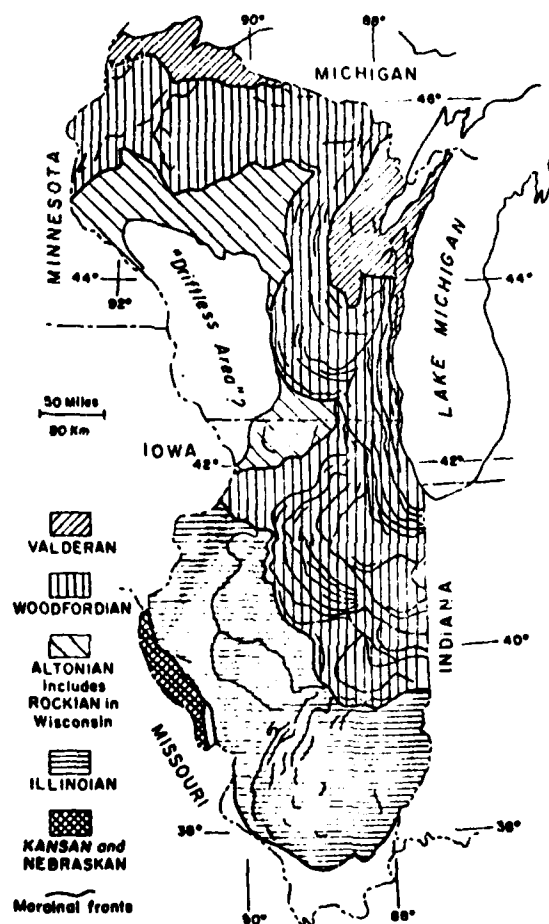 90°
88°
MICHIGAN
46°
MINNESOTA
44°
92°
"Driftless
Area"?
44°
LAKE MICHIGAN
50 Miles
80 Km
IOWA
42°
42°
VALDERAN
WOODFORDIAN
INDIANA
40°
ALTONIAN
includes
ROCKIAN in
Wisconsin
MISSOURI
ILLINOIAN
38°
38°
KANSAN and
NEBRASKAN
Marginal fronts
90°
88°